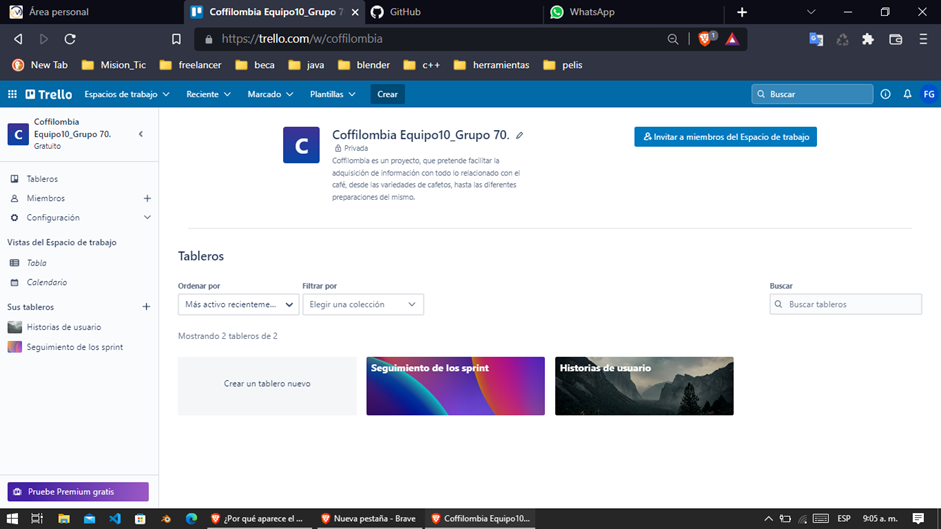 Área personal
Coffilombia Equipo10_Grupo 7
GitHub
WhatsApp
https://trello.com/w/coffilombia
1
New Tab
Mision_Tic
freelancer
beca
java
blender
c++
herramientas
pelis
Trello
Espacios de trabajo
Reciente
Marcado
Plantillas
Crear
Buscar
FG
C
Coffilombia
Equipo10_Grupo 70.
Gratuito
Tableros
Miembros
Configuración
Vistas del Espacio de trabajo
Tabla
Calendario
Sus tableros
Historias de usuario
Seguimiento de los sprint
Pruebe Premium gratis
C
Coffilombia Equipo10_Grupo 70.
Privada
Coffilombia es un proyecto, que pretende facilitar la
adquisición de información con todo lo relacionado con el
café, desde las variedades de cafetos, hasta las diferentes
preparaciones del mismo.
Invitar a miembros del Espacio de trabajo
Tableros
Ordenar por
Más activo recienteme...
Filtrar por
Elegir una colección
Buscar
Buscar tableros
Mostrando 2 tableros de 2
Crear un tablero nuevo
Seguimiento de los sprint
Historias de usuario
¿Por qué aparece el ...
Nueva pestaña - Brave
Coffilombia Equipo10...
ESP
9:05 a. m.